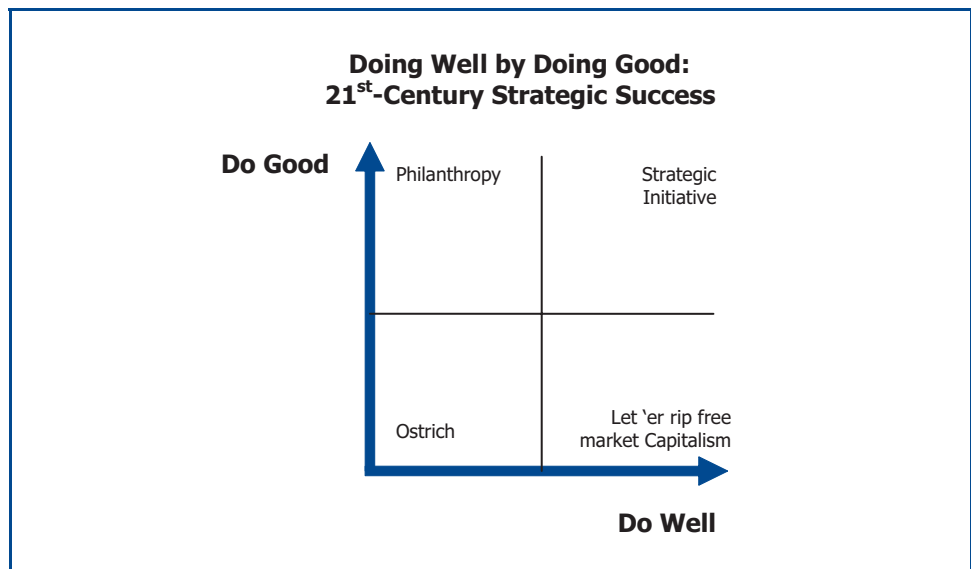 Doing Well by Doing Good:
21st-Century Strategic Success
Do Good
Philanthropy
Strategic
Initiative
Ostrich
Let ‘er rip free
market Capitalism
Do Well